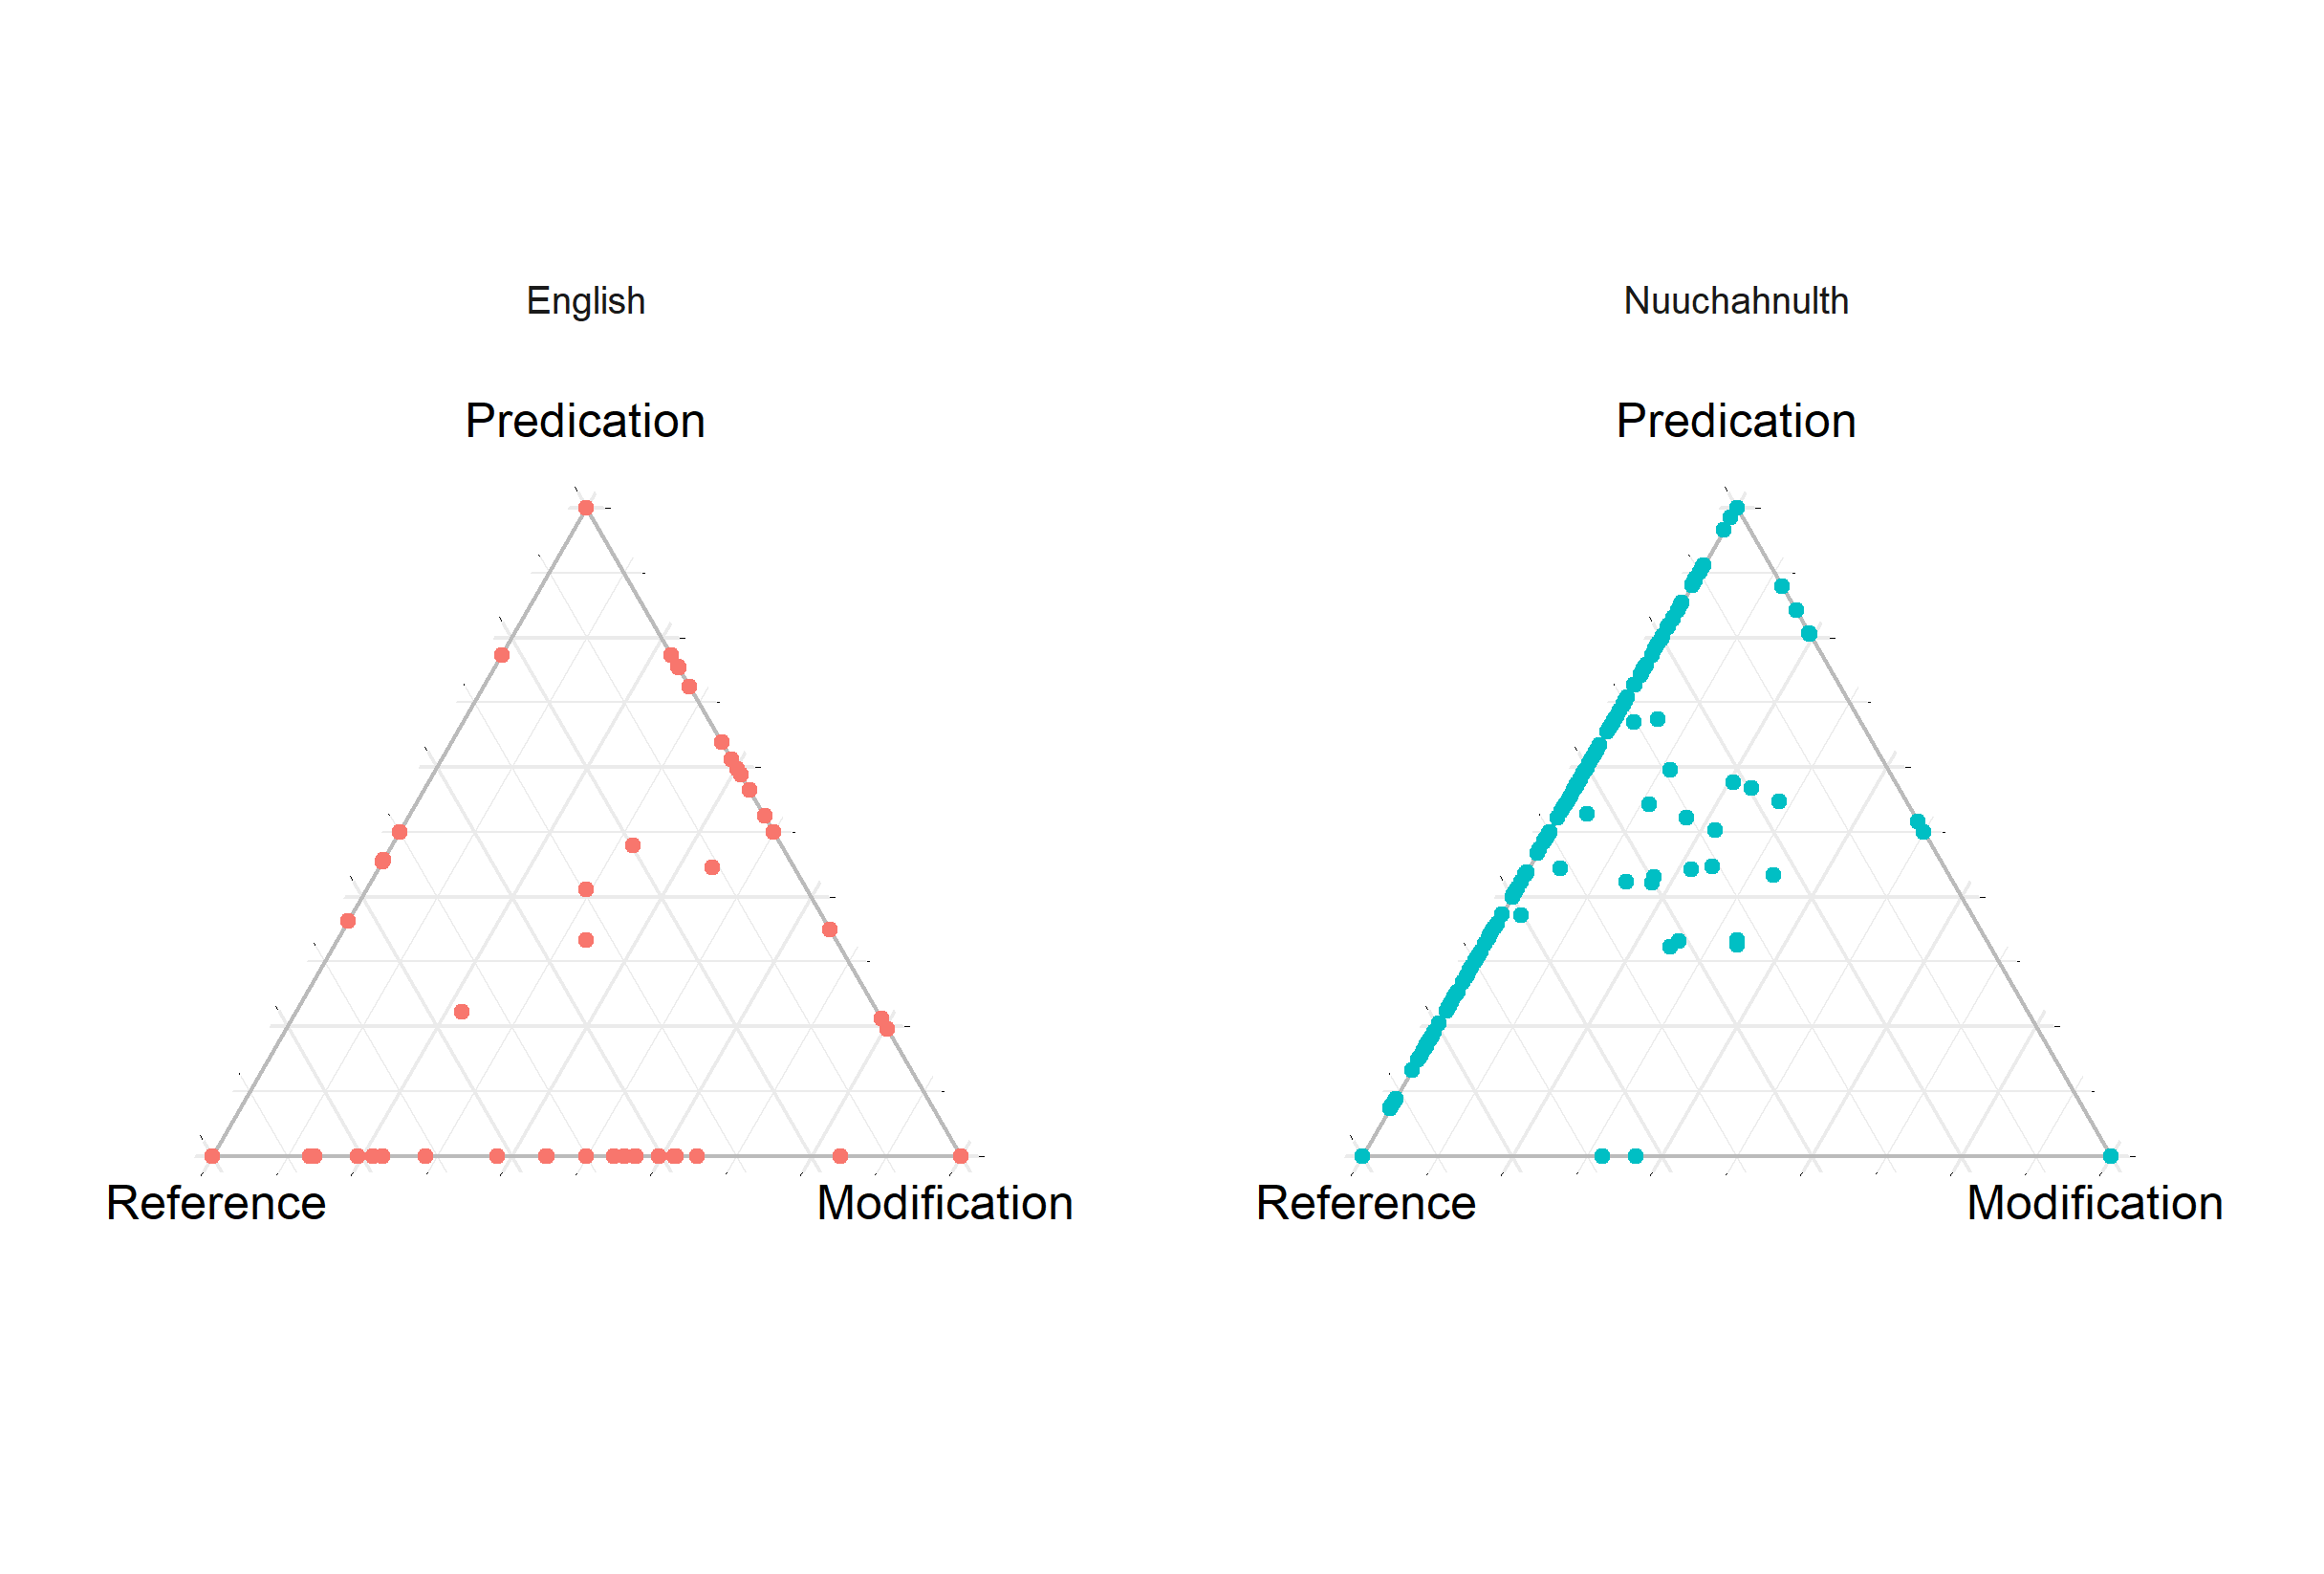 English
Predication
Reference
Modification
Nuuchahnulth
Predication
Reference
Modification